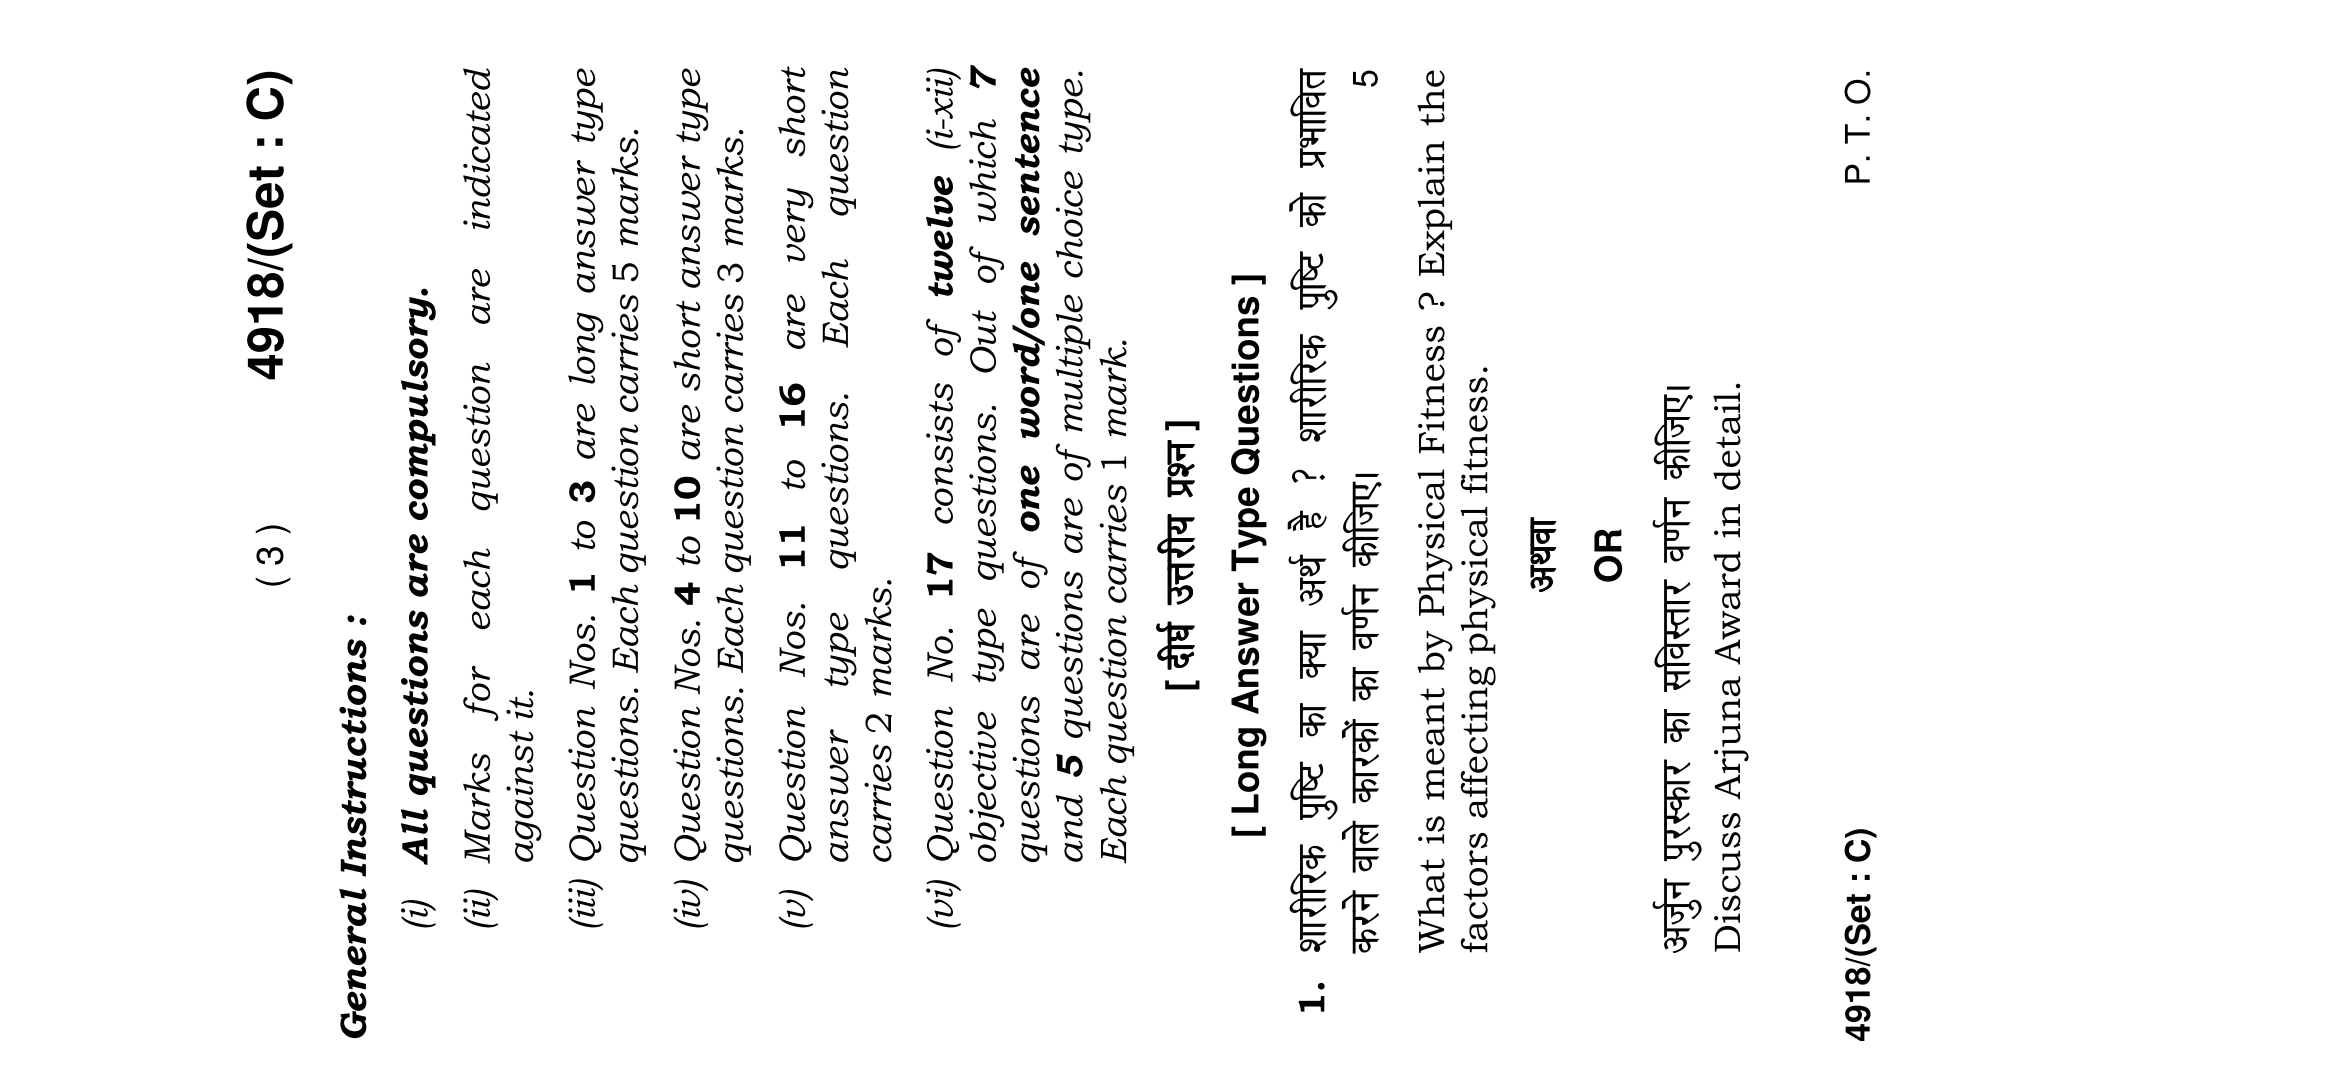 ( 3 ) 4918/(Set : C)
General Instructions :
(i) All questions are compulsory.
(ii) Marks for each question are indicated
against it.
(iii) Question Nos. 1 to 3 are long answer type
questions. Each question carries 5 marks.
(iv) Question Nos. 4 to 10 are short answer type
questions. Each question carries 3 marks.
(v) Question Nos. 11 to 16 are very short
answer type questions. Each question
carries 2 marks.
(vi) Question No. 17 consists of twelve (i-xii)
objective type questions. Out of which 7
questions are of one word/one sentence
and 5 questions are of multiple choice type.
Each question carries 1 mark.
[ दीर्घ उत्तरीय प्रश्न ]
[ Long Answer Type Questions ]
1. शारीरिक पुष्टि का क्या अर्थ है ? शारीरिक पुष्टि को प्रभावित
करने वाले कारकों का वर्णन कीजिए। 5
What is meant by Physical Fitness ? Explain the
factors affecting physical fitness.
अथवा
OR
अर्जुन पुरस्कार का सविस्तार वर्णन कीजिए।
Discuss Arjuna Award in detail.
4918/(Set : C) P. T. O.